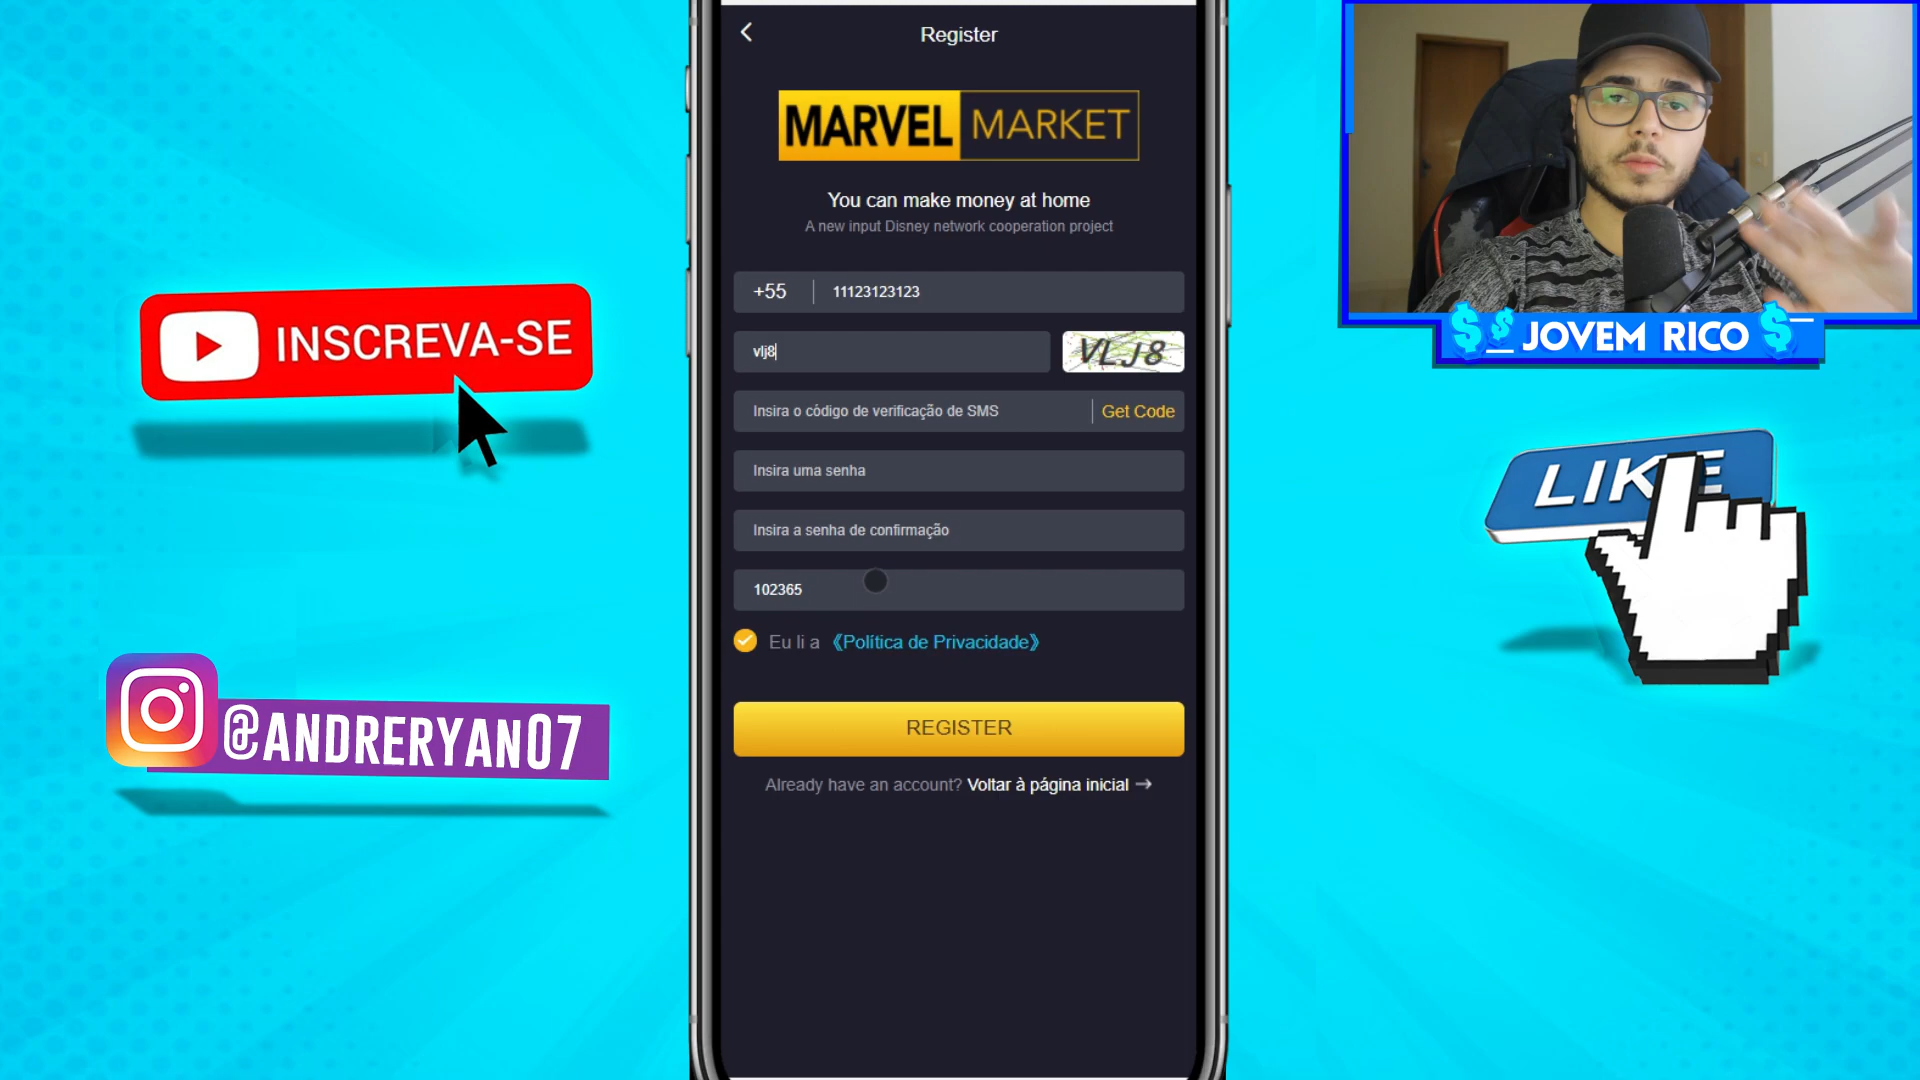 Register
MARVEL MARKET
You can make money at home
A new input Disney network cooperation project
+55 11123123123
vlj8 VLJ8
Insira o código de verificação de SMS Get Code
Insira uma senha
Insira a senha de confirmação
102365
Eu li a 《Política de Privacidade》
REGISTER
Already have an account? Voltar à página inicial →
INSCREVA-SE
@ANDRERYAN07
JOVEM RICO
LIKE